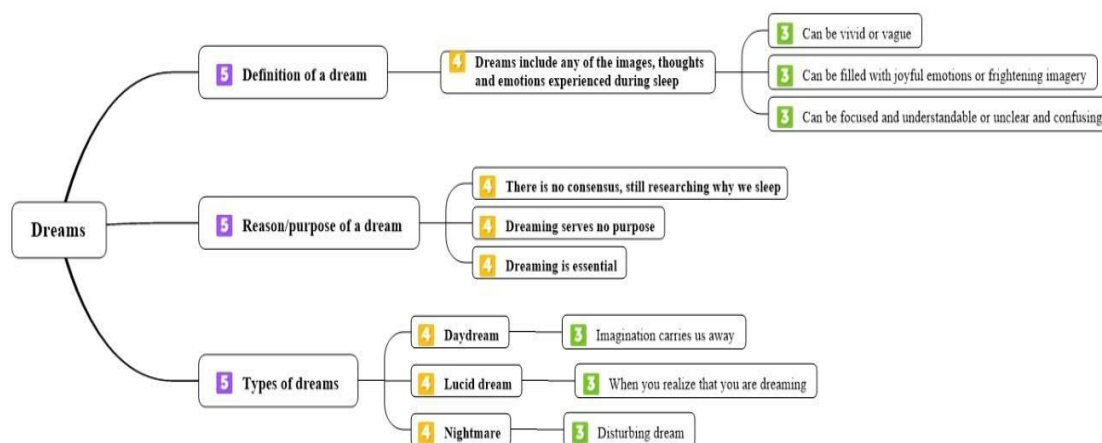 Dreams
5 Definition of a dream
4 Dreams include any of the images, thoughts
and emotions experienced during sleep
3 Can be vivid or vague
3 Can be filled with joyful emotions or frightening imagery
3 Can be focused and understandable or unclear and confusing
5 Reason/purpose of a dream
4 There is no consensus, still researching why we sleep
4 Dreaming serves no purpose
4 Dreaming is essential
5 Types of dreams
4 Daydream
3 Imagination carries us away
4 Lucid dream
3 When you realize that you are dreaming
4 Nightmare
3 Disturbing dream